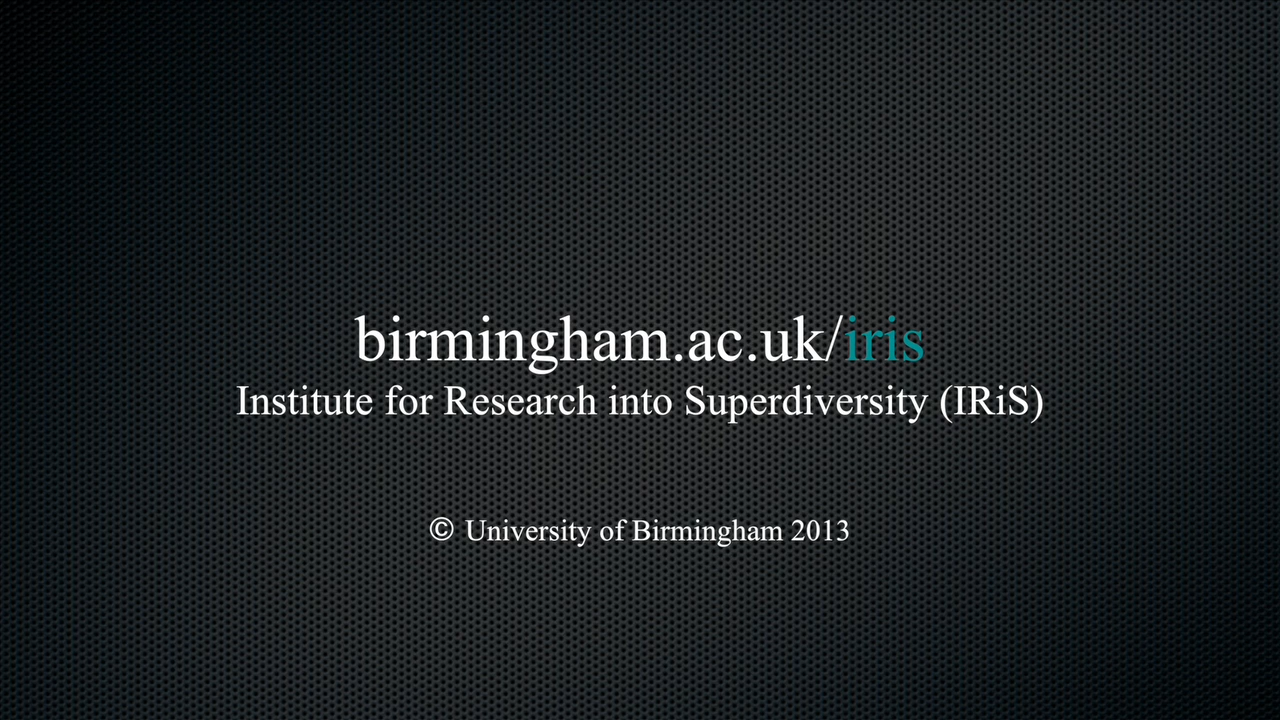 birmingham.ac.uk/iris
Institute for Research into Superdiversity (IRiS)
© University of Birmingham 2013